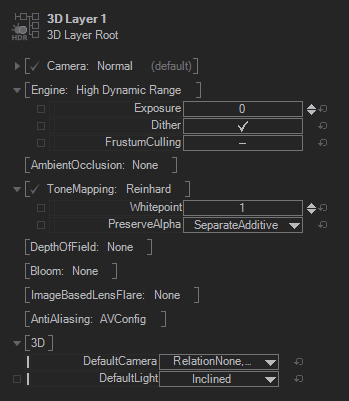 3D Layer 1
HDR 3D Layer Root
Camera: Normal (default)
Engine: High Dynamic Range
Exposure 0
Dither
FrustumCulling --
AmbientOcclusion: None
ToneMapping: Reinhard
Whitepoint 1
PreserveAlpha SeparateAdditive
DepthOfField: None
Bloom: None
ImageBasedLensFlare: None
AntiAliasing: AVConfig
3D
DefaultCamera RelationNone,...
DefaultLight Inclined